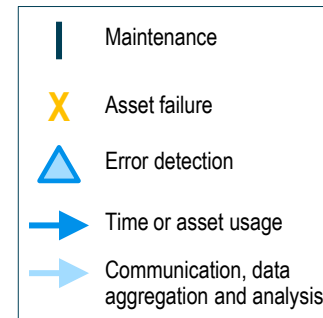 Maintenance
X Asset failure
Error detection
Time or asset usage
Communication, data
aggregation and analysis